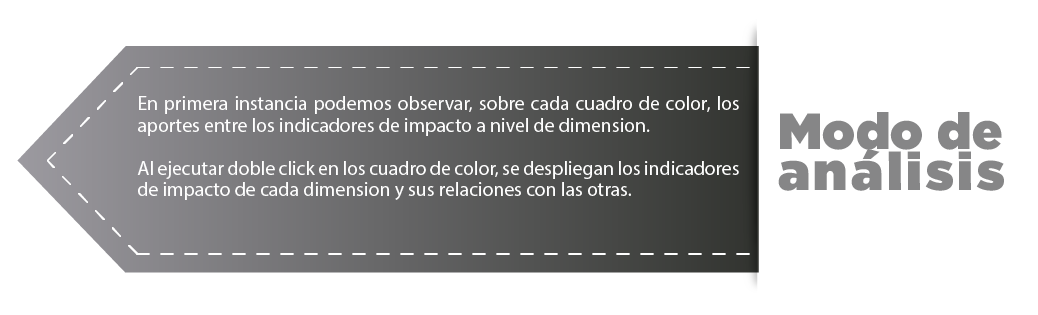 En primera instancia podemos observar, sobre cada cuadro de color, los
aportes entre los indicadores de impacto a nivel de dimension.
Al ejecutar doble click en los cuadro de color, se despliegan los indicadores
de impacto de cada dimension y sus relaciones con las otras.
Modo de
análisis